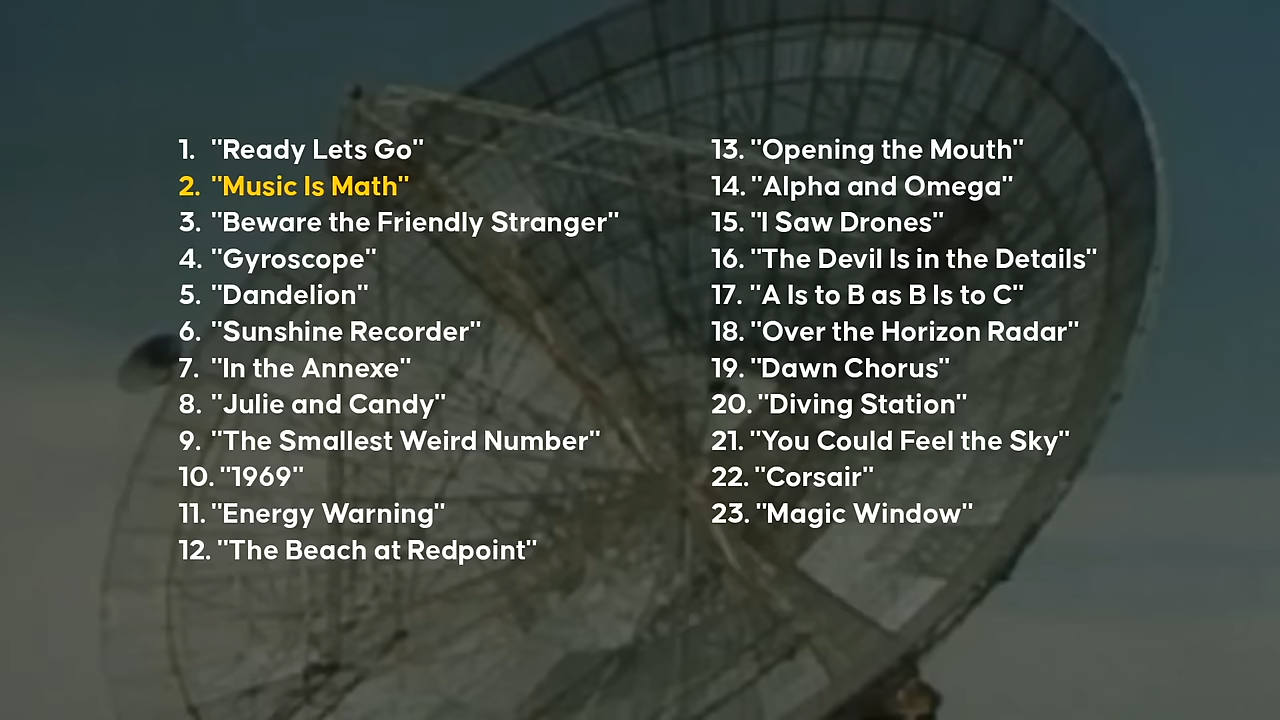 1. "Ready Lets Go"
2. "Music Is Math"
3. "Beware the Friendly Stranger"
4. "Gyroscope"
5. "Dandelion"
6. "Sunshine Recorder"
7. "In the Annexe"
8. "Julie and Candy"
9. "The Smallest Weird Number"
10. "1969"
11. "Energy Warning"
12. "The Beach at Redpoint"
13. "Opening the Mouth"
14. "Alpha and Omega"
15. "I Saw Drones"
16. "The Devil Is in the Details"
17. "A Is to B as B Is to C"
18. "Over the Horizon Radar"
19. "Dawn Chorus"
20. "Diving Station"
21. "You Could Feel the Sky"
22. "Corsair"
23. "Magic Window"